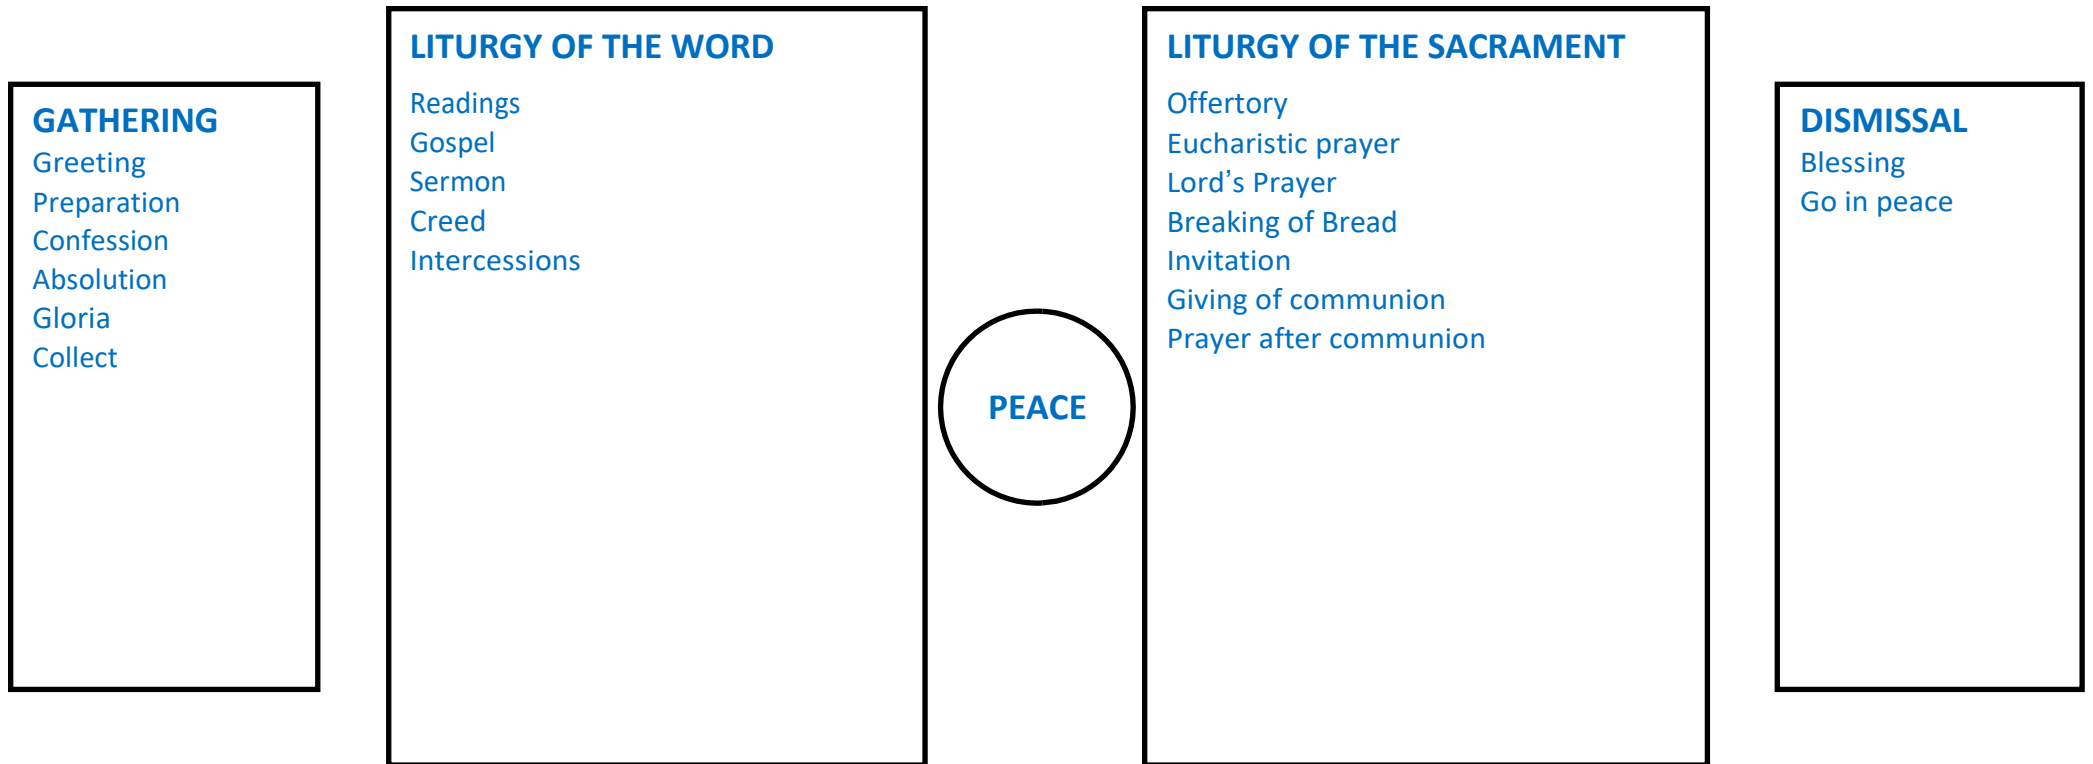 GATHERING
Greeting
Preparation
Confession
Absolution
Gloria
Collect
LITURGY OF THE WORD
Readings
Gospel
Sermon
Creed
Intercessions
PEACE
LITURGY OF THE SACRAMENT
Offertory
Eucharistic prayer
Lord’s Prayer
Breaking of Bread
Invitation
Giving of communion
Prayer after communion
DISMISSAL
Blessing
Go in peace